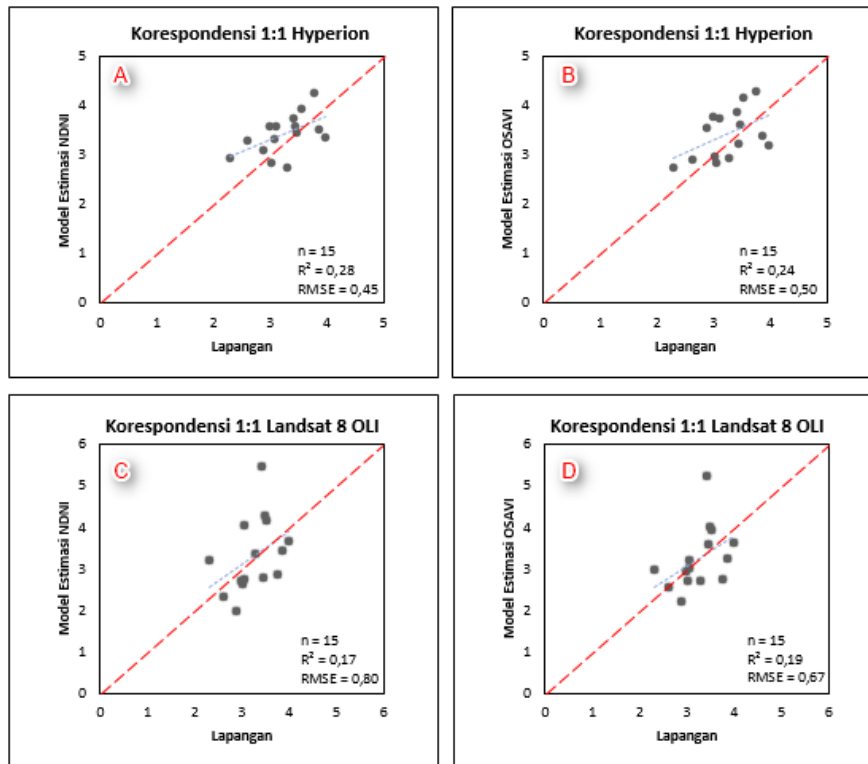 Korespondensi 1:1 Hyperion
A
5
4
3
2
1
0
Model Estimasi NDNI
n = 15
R² = 0,28
RMSE = 0,45
0 1 2 3 4 5
Lapangan
Korespondensi 1:1 Hyperion
B
5
4
3
2
1
0
Model Estimasi OSAVI
n = 15
R² = 0,24
RMSE = 0,50
0 1 2 3 4 5
Lapangan
Korespondensi 1:1 Landsat 8 OLI
C
6
5
4
3
2
1
0
Model Estimasi NDNI
n = 15
R² = 0,17
RMSE = 0,80
0 1 2 3 4 5 6
Lapangan
Korespondensi 1:1 Landsat 8 OLI
D
6
5
4
3
2
1
0
Model Estimasi OSAVI
n = 15
R² = 0,19
RMSE = 0,67
0 1 2 3 4 5 6
Lapangan